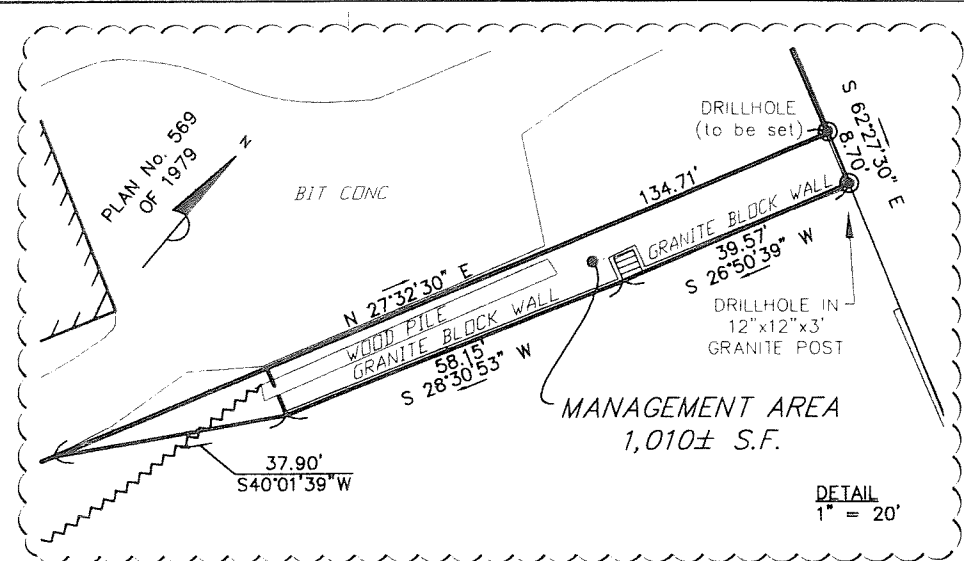 PLAN No. 569
OF 1979
N
BIT CONC
DRILLHOLE
(to be set)
S 62°27'30" E
8.70'
134.71'
GRANITE BLOCK WALL
39.57'
S 26°50'39" W
N 27°32'30" E
WOOD PILE
GRANITE BLOCK WALL
58.15'
S 28°30'53" W
DRILLHOLE IN
12"x12"x3'
GRANITE POST
MANAGEMENT AREA
1,010± S.F.
37.90'
S40°01'39"W
DETAIL
1" = 20'